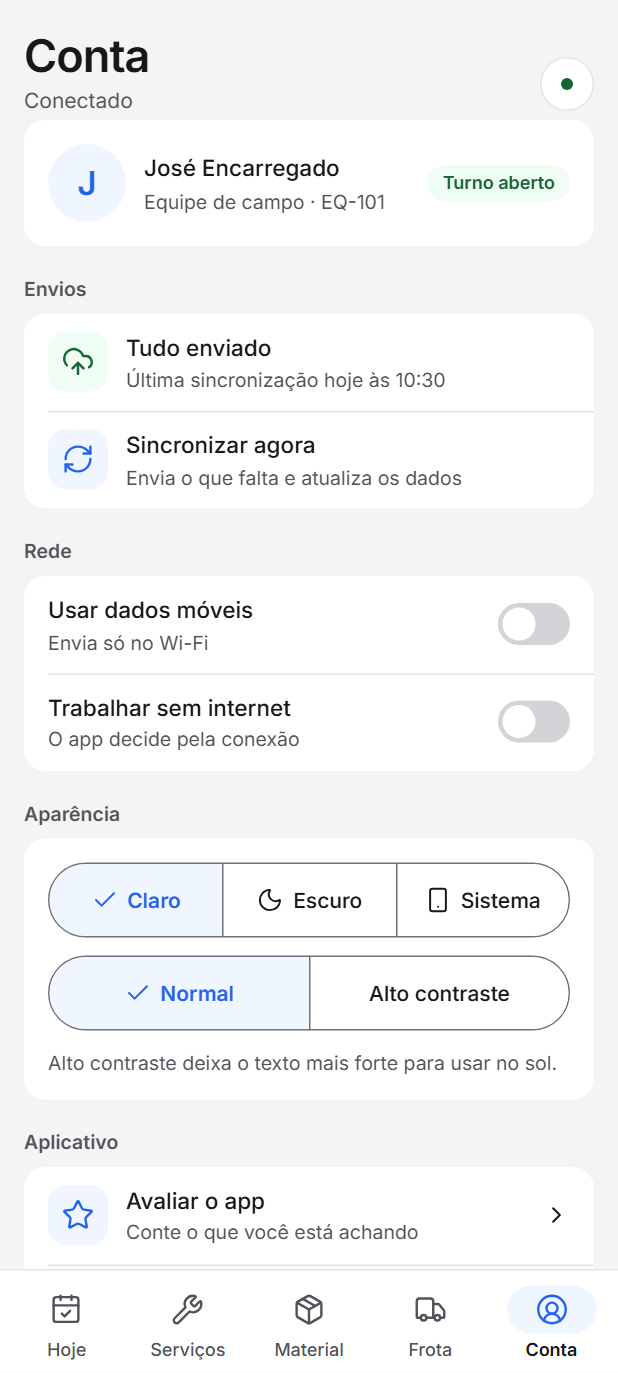 Conta
Conectado
J
José Encarregado
Equipe de campo · EQ-101
Turno aberto
Envios
Tudo enviado
Última sincronização hoje às 10:30
Sincronizar agora
Envia o que falta e atualiza os dados
Rede
Usar dados móveis
Envia só no Wi-Fi
Trabalhar sem internet
O app decide pela conexão
Aparência
Claro
Escuro
Sistema
Normal
Alto contraste
Alto contraste deixa o texto mais forte para usar no sol.
Aplicativo
Avaliar o app
Conte o que você está achando
Hoje
Serviços
Material
Frota
Conta